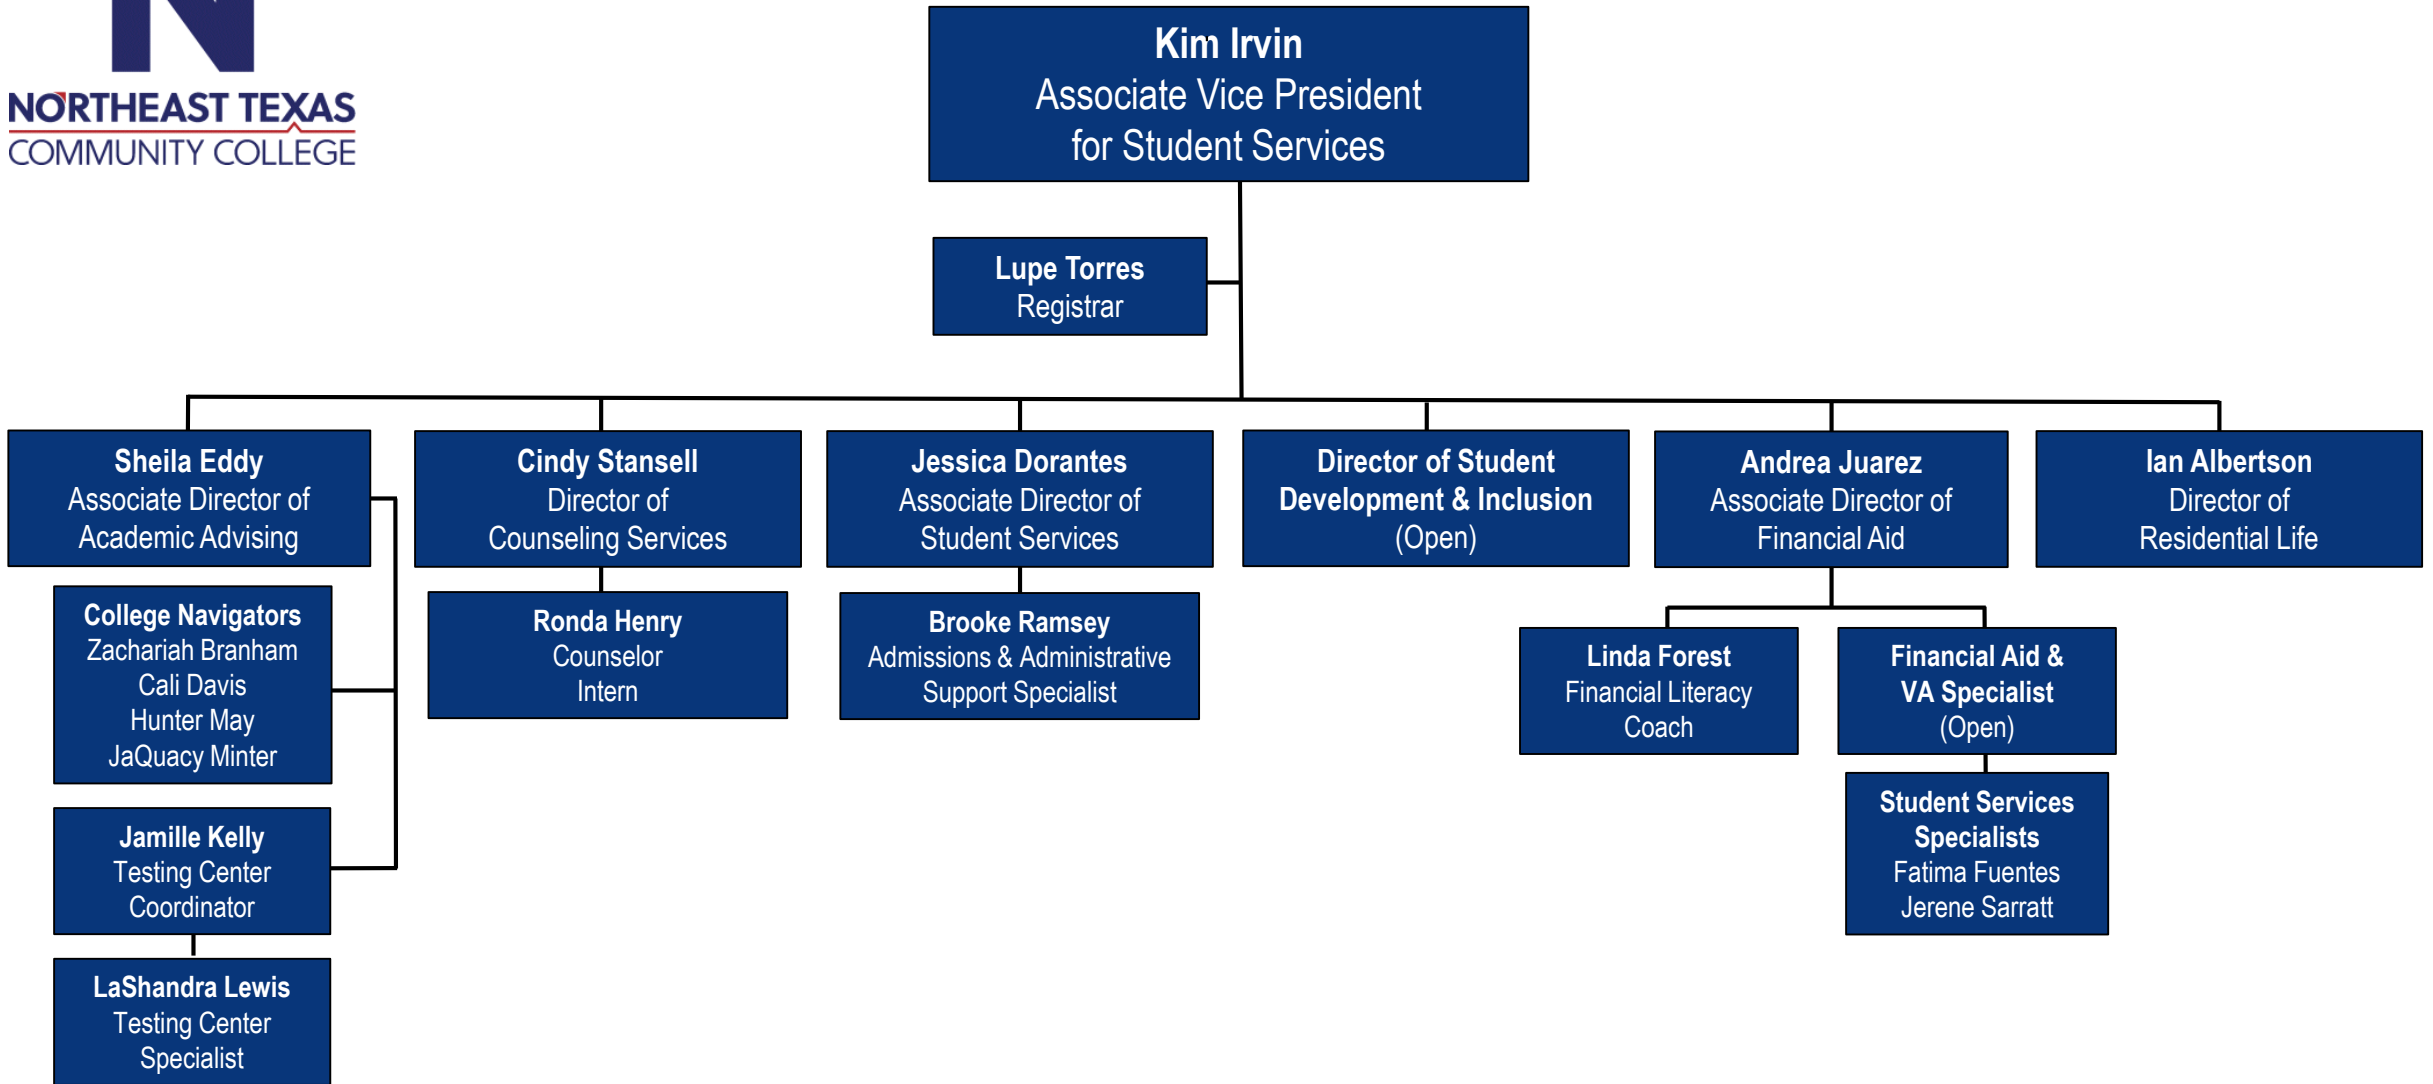 NORTHEAST TEXAS
COMMUNITY COLLEGE
Kim Irvin
Associate Vice President
for Student Services
Lupe Torres
Registrar
Sheila Eddy
Associate Director of
Academic Advising
Cindy Stansell
Director of
Counseling Services
Jessica Dorantes
Associate Director of
Student Services
Director of Student
Development & Inclusion
(Open)
Andrea Juarez
Associate Director of
Financial Aid
Ian Albertson
Director of
Residential Life
College Navigators
Zachariah Branham
Cali Davis
Hunter May
JaQuacy Minter
Ronda Henry
Counselor
Intern
Brooke Ramsey
Admissions & Administrative
Support Specialist
Linda Forest
Financial Literacy
Coach
Financial Aid &
VA Specialist
(Open)
Jamille Kelly
Testing Center
Coordinator
Student Services
Specialists
Fatima Fuentes
Jerene Sarratt
LaShandra Lewis
Testing Center
Specialist